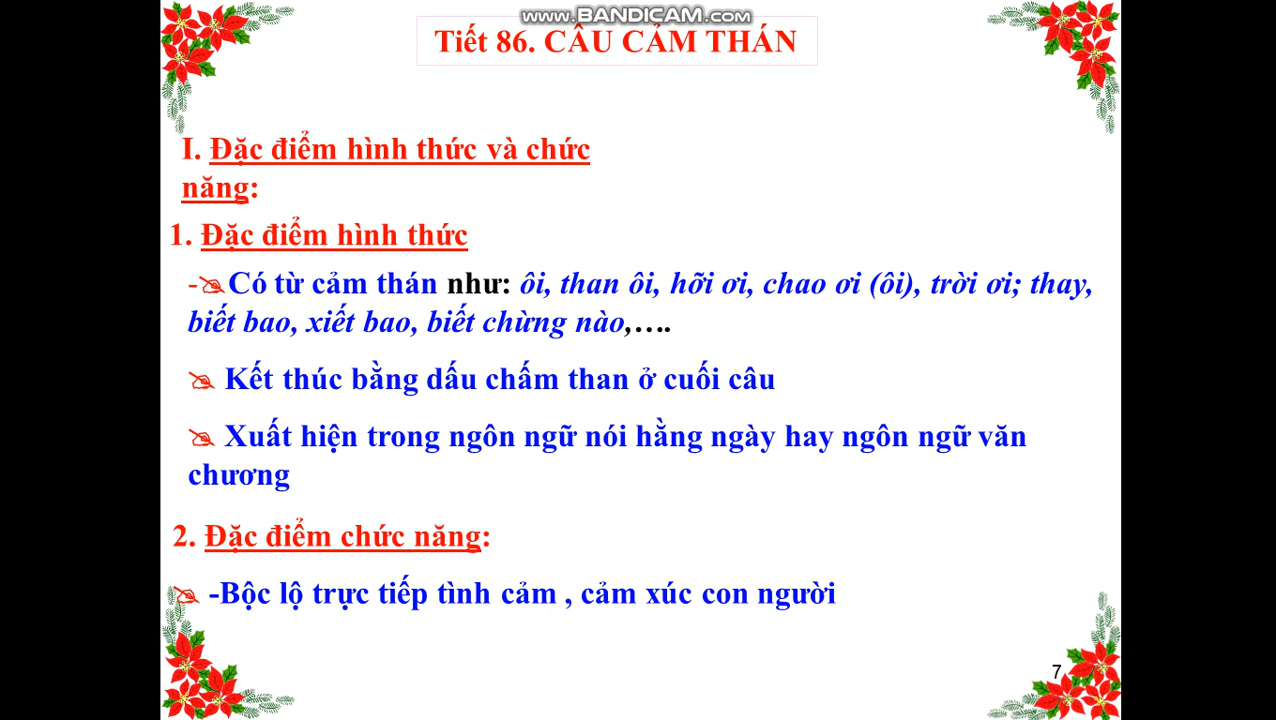 www.BANDICAM.com
Tiết 86. CÂU CẢM THÁN
I. Đặc điểm hình thức và chức
năng:
1. Đặc điểm hình thức
-Có từ cảm thán như: ôi, than ôi, hỡi ơi, chao ơi (ôi), trời ơi; thay,
biết bao, xiết bao, biết chừng nào,….
Kết thúc bằng dấu chấm than ở cuối câu
Xuất hiện trong ngôn ngữ nói hằng ngày hay ngôn ngữ văn
chương
2. Đặc điểm chức năng:
-Bộc lộ trực tiếp tình cảm , cảm xúc con người
7